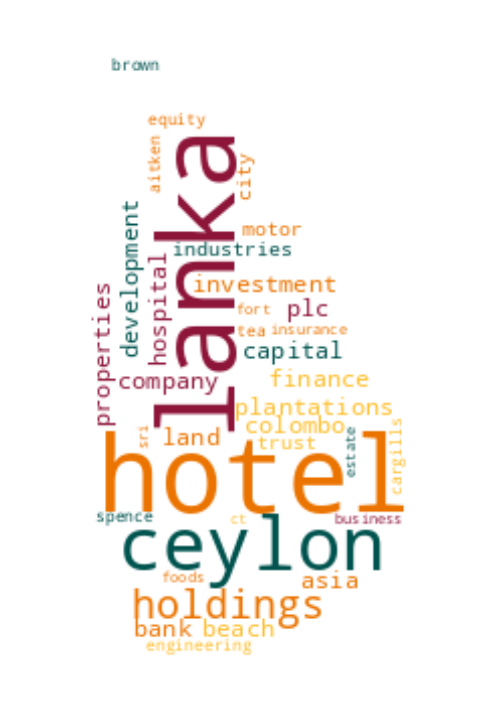 brown
equity
aitken
city
lanka
motor
development
industries
hospital
investment
properties
fort
plc
tea
insurance
capital
company
finance
plantations
colombo
sri
land
trust
estate
cargills
hotel
spence
ct
business
ceylon
foods
asia
holdings
bank
beach
engineering